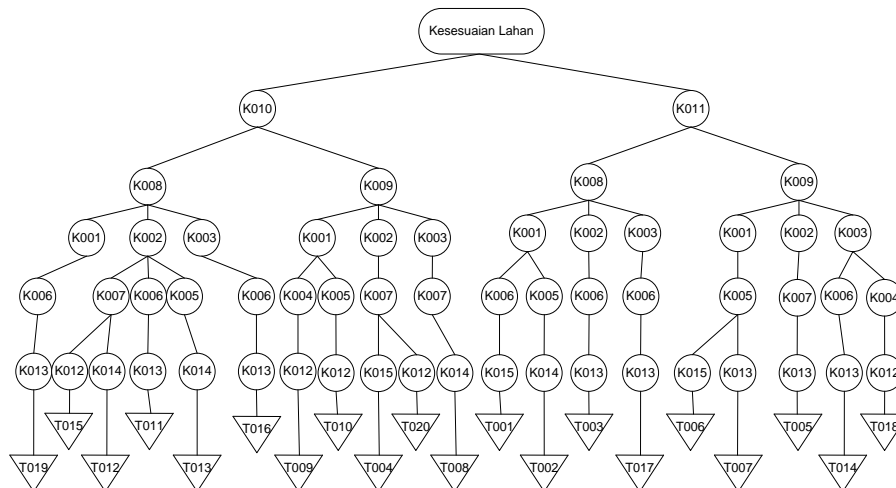 Kesesuaian Lahan
K010 K011
K008 K009 K008 K009
K001 K002 K003 K001 K002 K003 K001 K002 K003 K001 K002 K003
K006 K007 K006 K005 K006 K004 K005 K007 K007 K006 K005 K006 K006 K005 K007 K006 K004
K013 K012 K014 K013 K014 K013 K012 K012 K015 K012 K014 K015 K014 K013 K013 K015 K013 K013 K013 K012
T015 T011 T016 T010 T020 T001 T003 T006 T005 T018
T019 T012 T013 T009 T004 T008 T002 T017 T007 T014